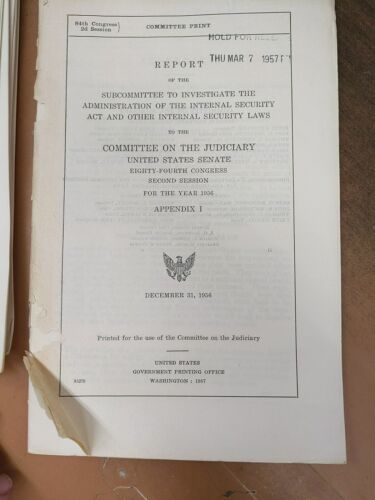 84th Congress
2d Session
COMMITTEE PRINT
HOLD FOR RELEASE
THU MAR 7 1957
REPORT
OF THE
SUBCOMMITTEE TO INVESTIGATE THE
ADMINISTRATION OF THE INTERNAL SECURITY
ACT AND OTHER INTERNAL SECURITY LAWS
TO THE
COMMITTEE ON THE JUDICIARY
UNITED STATES SENATE
EIGHTY-FOURTH CONGRESS
SECOND SESSION
FOR THE YEAR 1956
APPENDIX I
DECEMBER 31, 1956
Printed for the use of the Committee on the Judiciary
UNITED STATES
GOVERNMENT PRINTING OFFICE
WASHINGTON : 1957